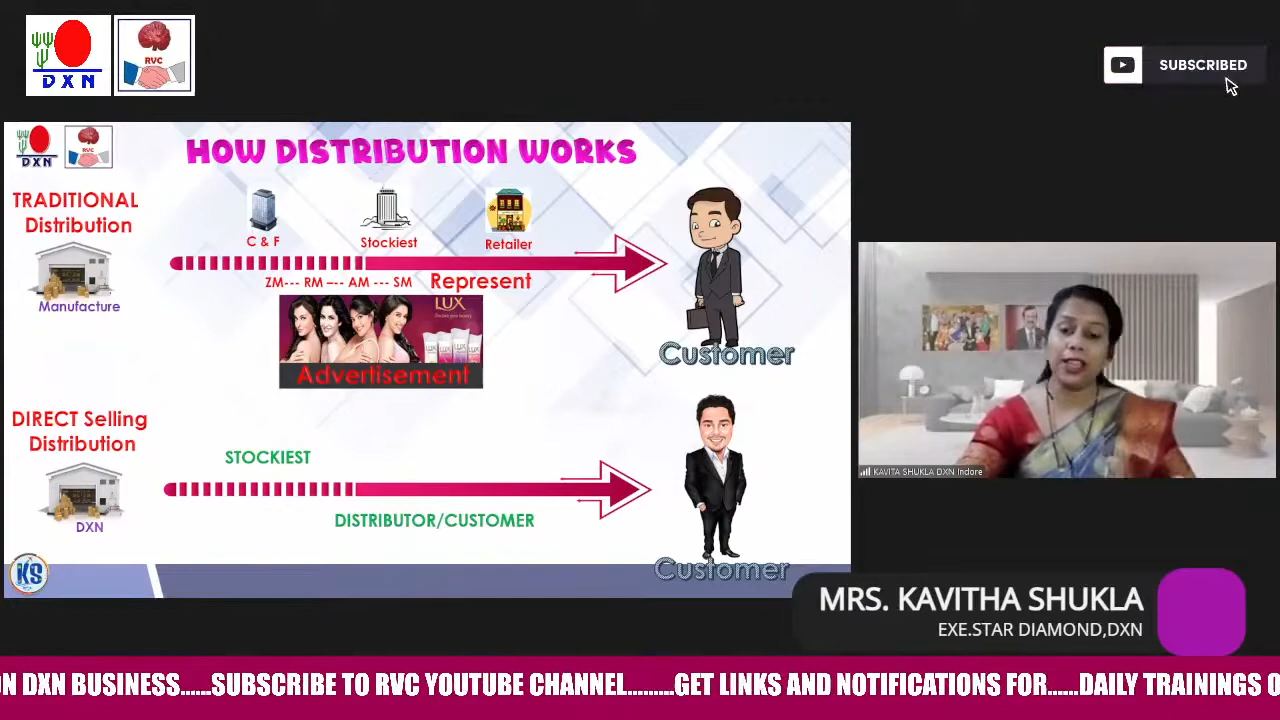 DXN
RVC
SUBSCRIBED
DXN
RVC
HOW DISTRIBUTION WORKS
TRADITIONAL
Distribution
Manufacture
C & F
Stockiest
Retailer
ZM--- RM --- AM --- SM
Represent
LUX
Advertisement
Customer
DIRECT Selling
Distribution
DXN
STOCKIEST
DISTRIBUTOR/CUSTOMER
Customer
KS
KAVITA SHUKLA DXN Indore
MRS. KAVITHA SHUKLA
EXE.STAR DIAMOND,DXN
ON DXN BUSINESS......SUBSCRIBE TO RVC YOUTUBE CHANNEL.........GET LINKS AND NOTIFICATIONS FOR......DAILY TRAININGS O